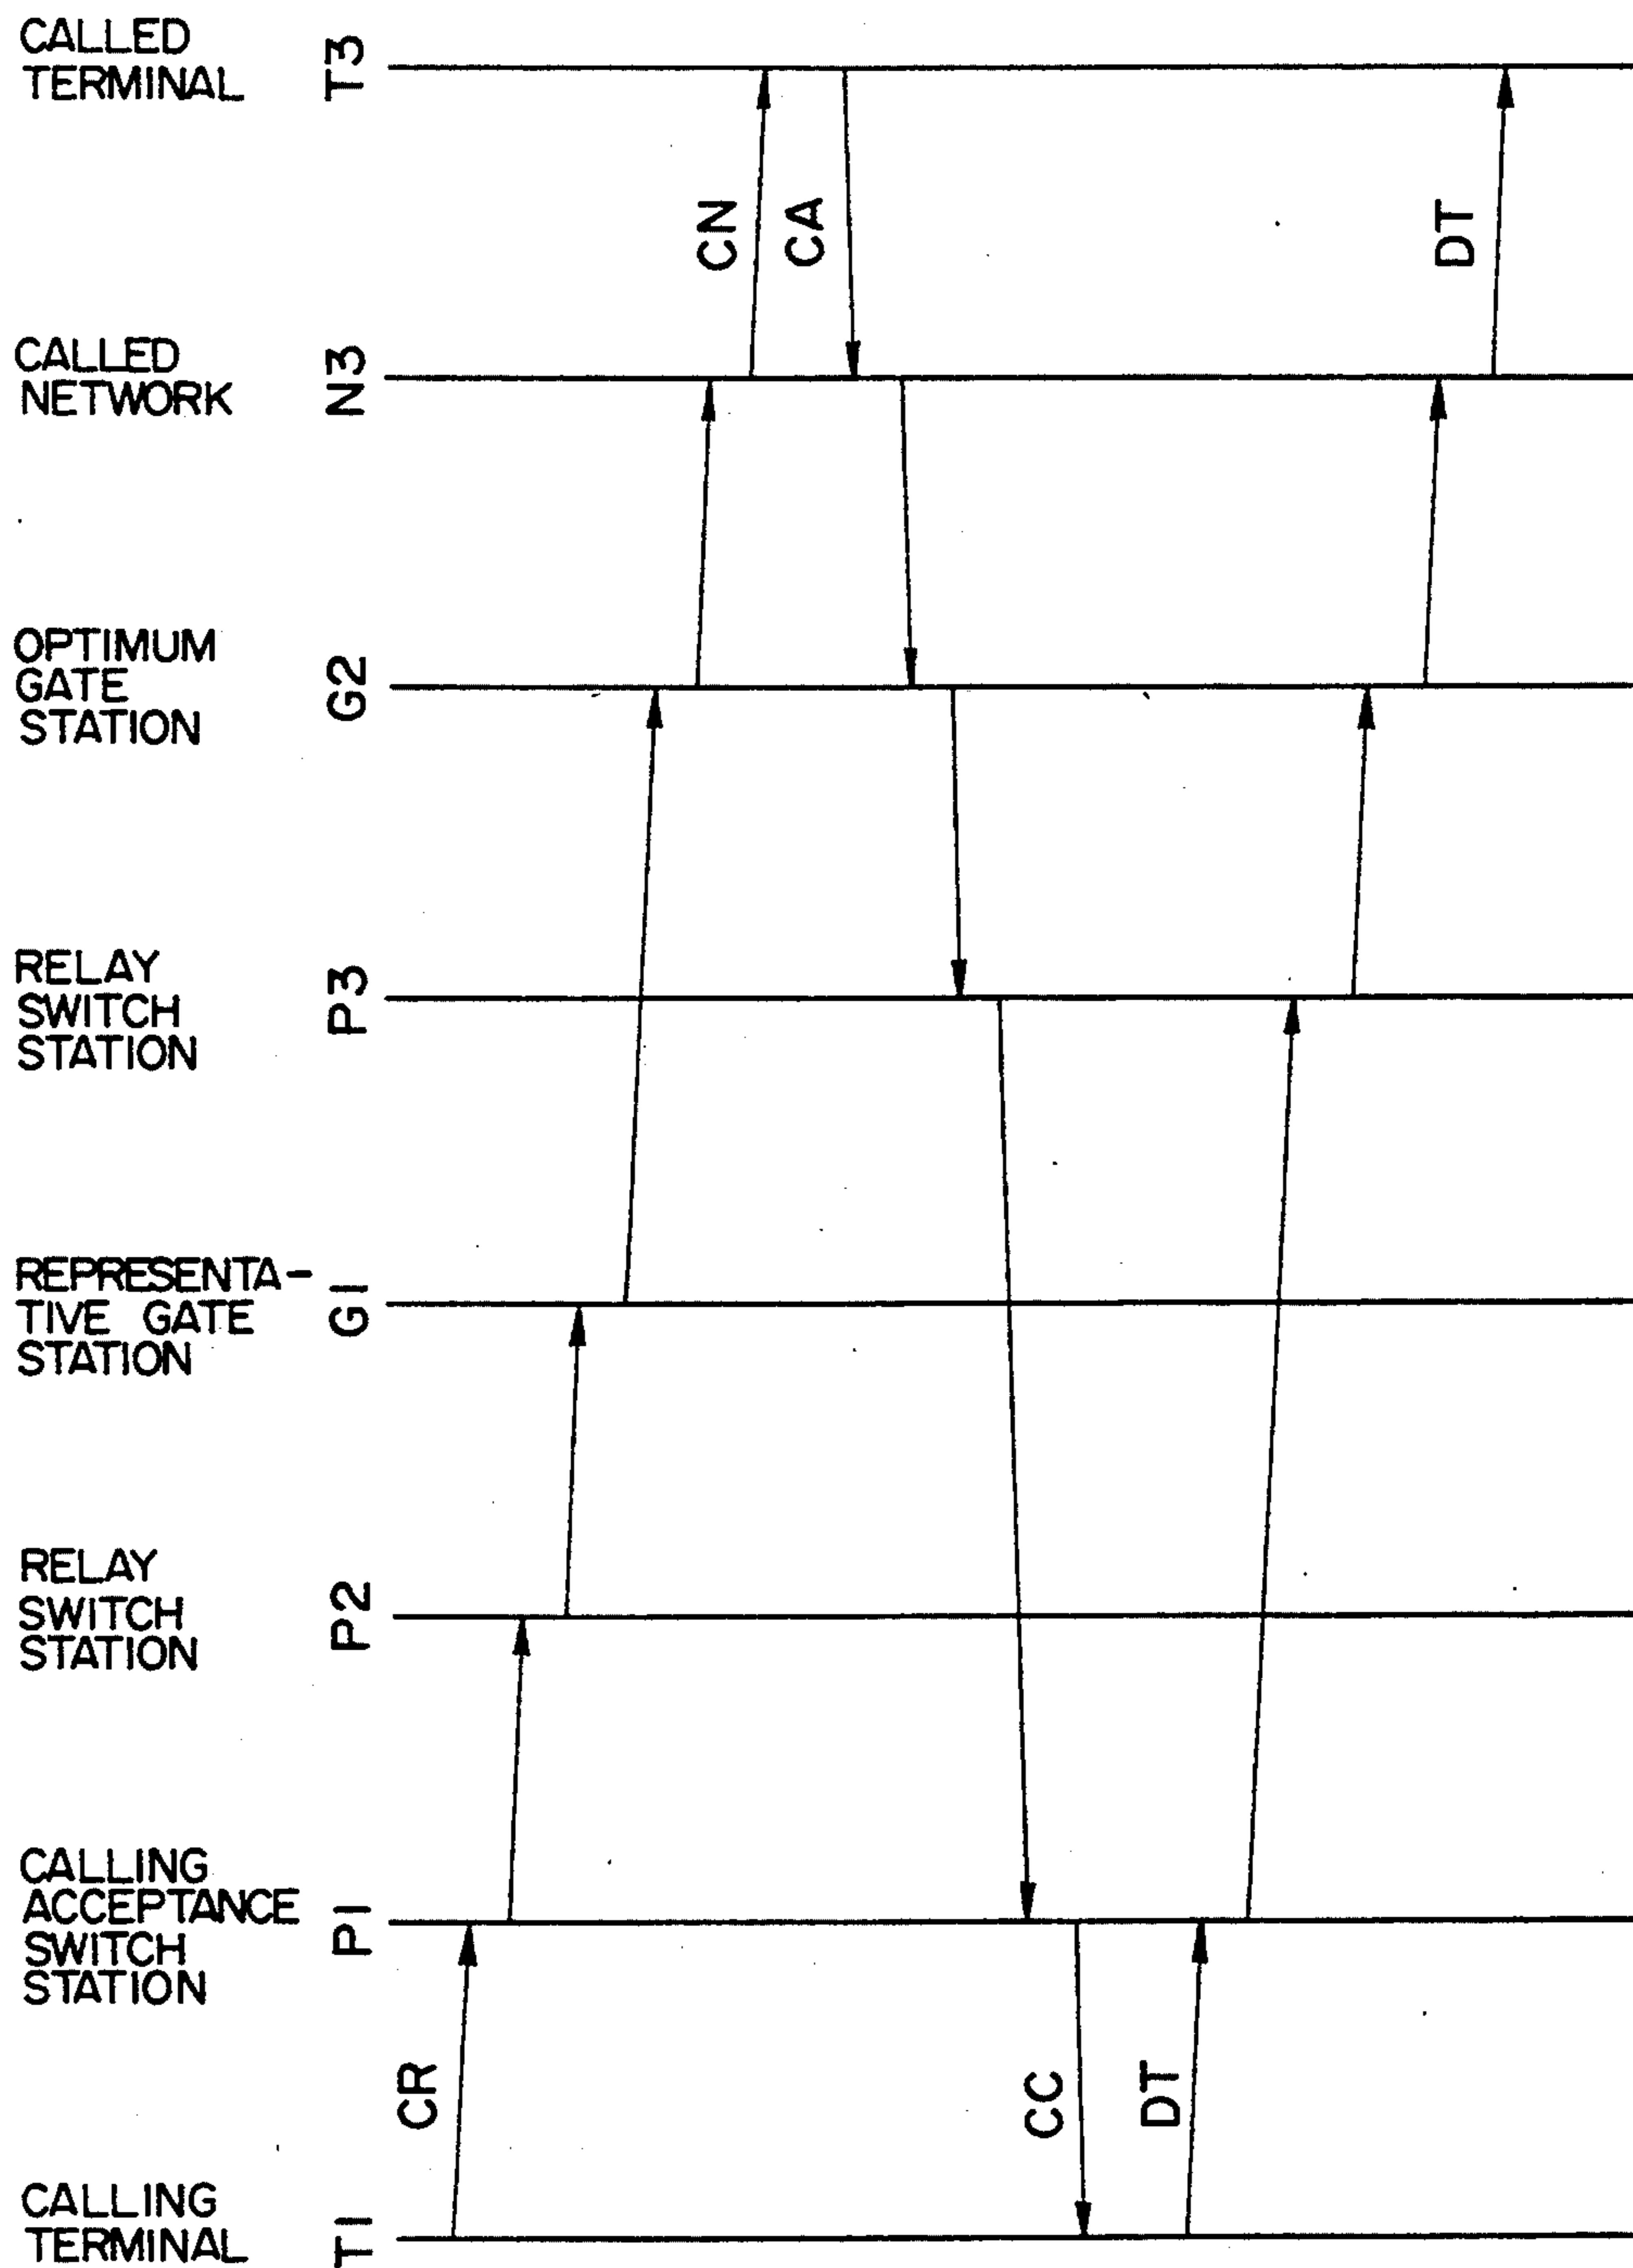 CALLED
TERMINAL
T3
CN
CA
DT
CALLED
NETWORK
N3
OPTIMUM
GATE
STATION
G2
RELAY
SWITCH
STATION
P3
REPRESENTA-
TIVE GATE
STATION
G1
RELAY
SWITCH
STATION
P2
CALLING
ACCEPTANCE
SWITCH
STATION
P1
CR
CC
DT
CALLING
TERMINAL
T1